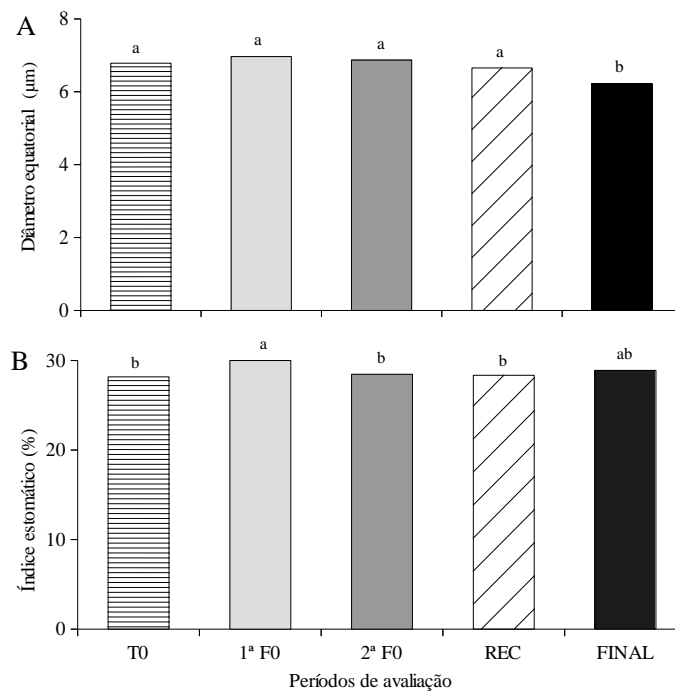 A
8
a a a a b
6
4
2
0
Diâmetro equatorial (µm)
B
30
b a b b ab
20
10
0
Índice estomático (%)
T0 1ª F0 2ª F0 REC FINAL
Períodos de avaliação